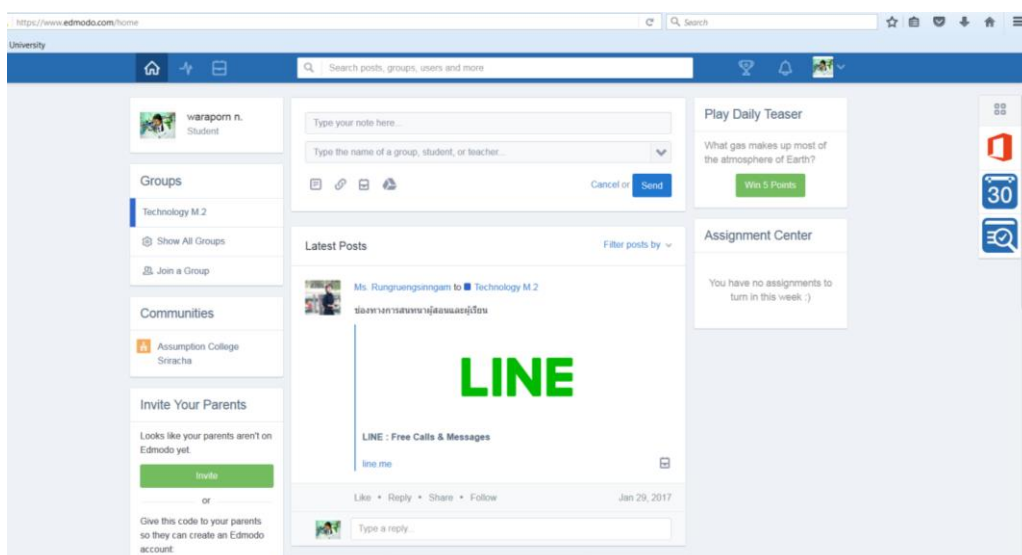 https://www.edmodo.com/home
Search
University
Search posts, groups, users and more
waraporn n.
Student
Groups
Technology M.2
Show All Groups
Join a Group
Communities
Assumption College
Sriracha
Invite Your Parents
Looks like your parents aren't on
Edmodo yet.
Invite
or
Give this code to your parents
so they can create an Edmodo
account:
Type your note here...
Type the name of a group, student, or teacher...
Cancel or Send
Latest Posts
Filter posts by
Ms. Rungruengsinngam to Technology M.2
ช่องทางการสนทนาผู้สอนและผู้เรียน
LINE
LINE : Free Calls & Messages
line.me
Like • Reply • Share • Follow
Jan 29, 2017
Type a reply...
Play Daily Teaser
What gas makes up most of
the atmosphere of Earth?
Win 5 Points
Assignment Center
You have no assignments to
turn in this week :)
30